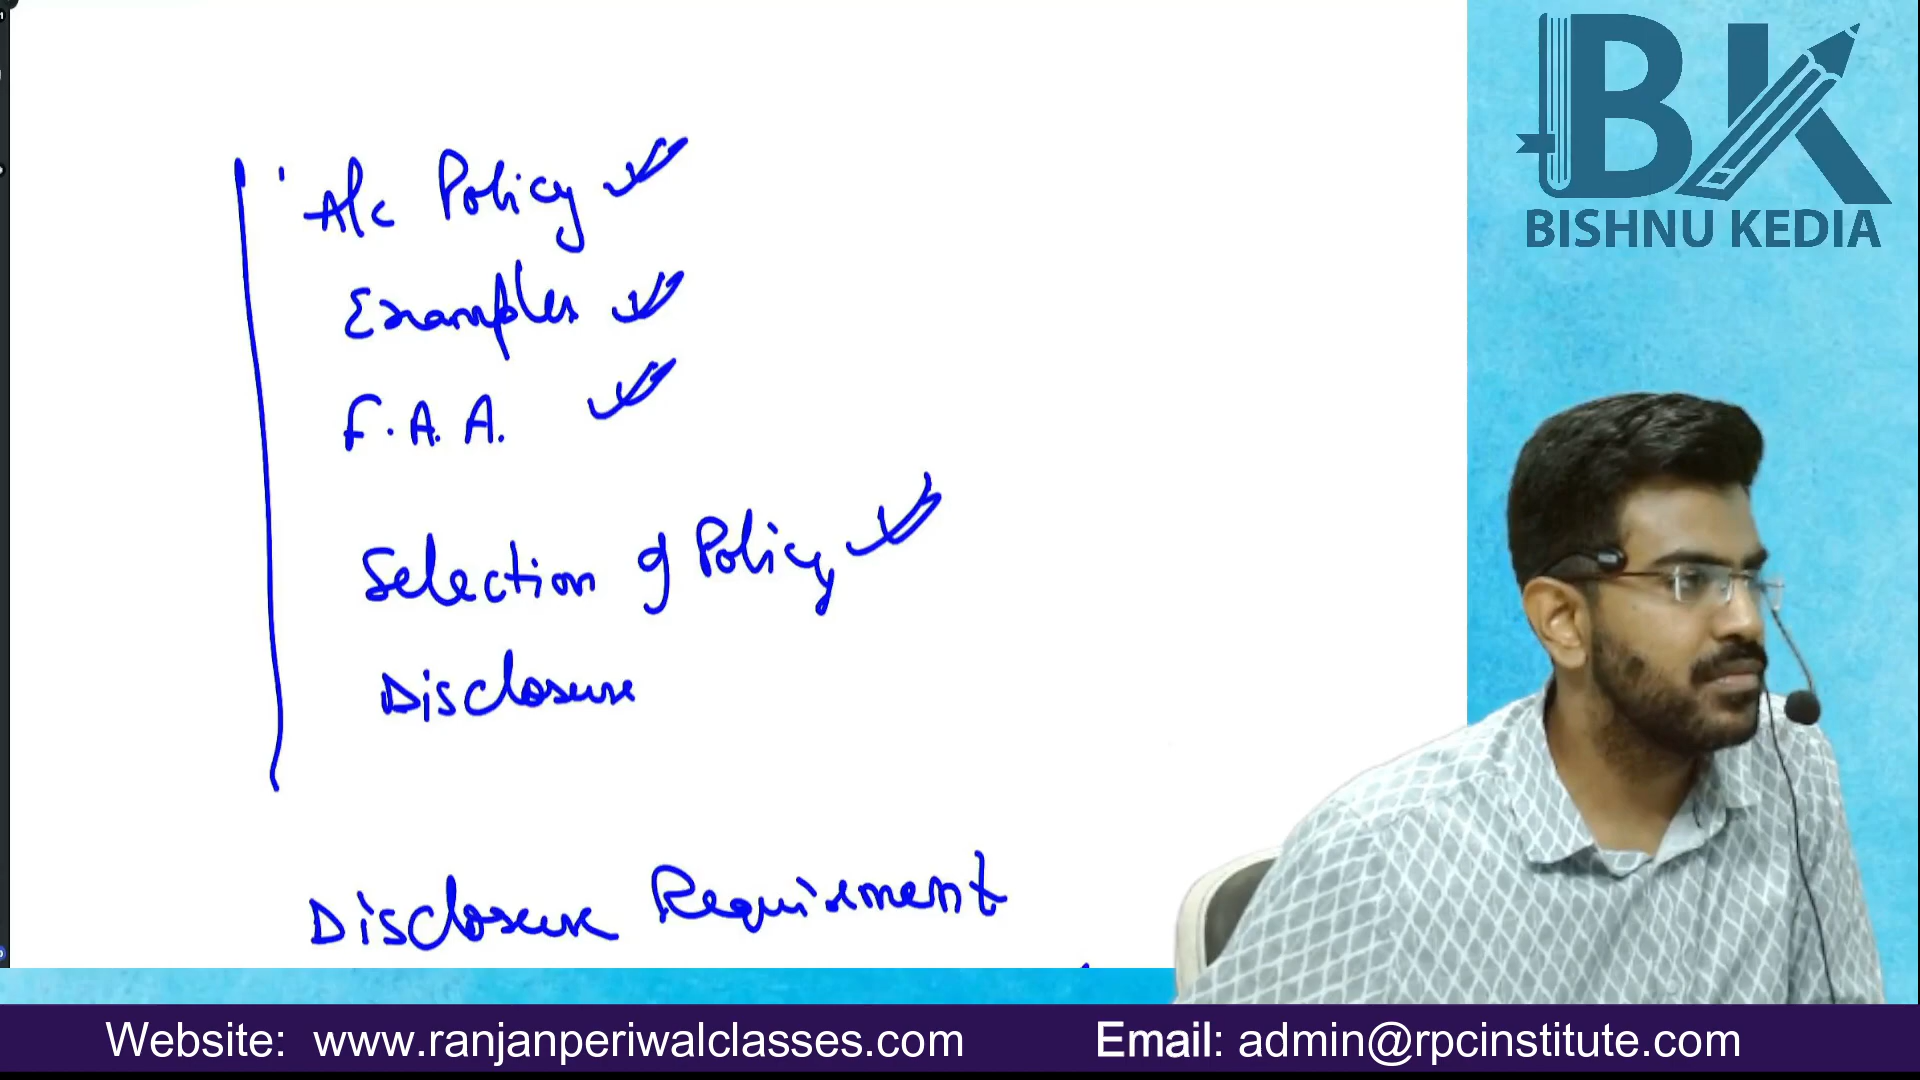 A/c Policy
Examples
F.A.A.
Selection of Policy
Disclosure
Disclosure Requirement
BK
BISHNU KEDIA
Website: www.ranjanperiwalclasses.com
Email: admin@rpcinstitute.com